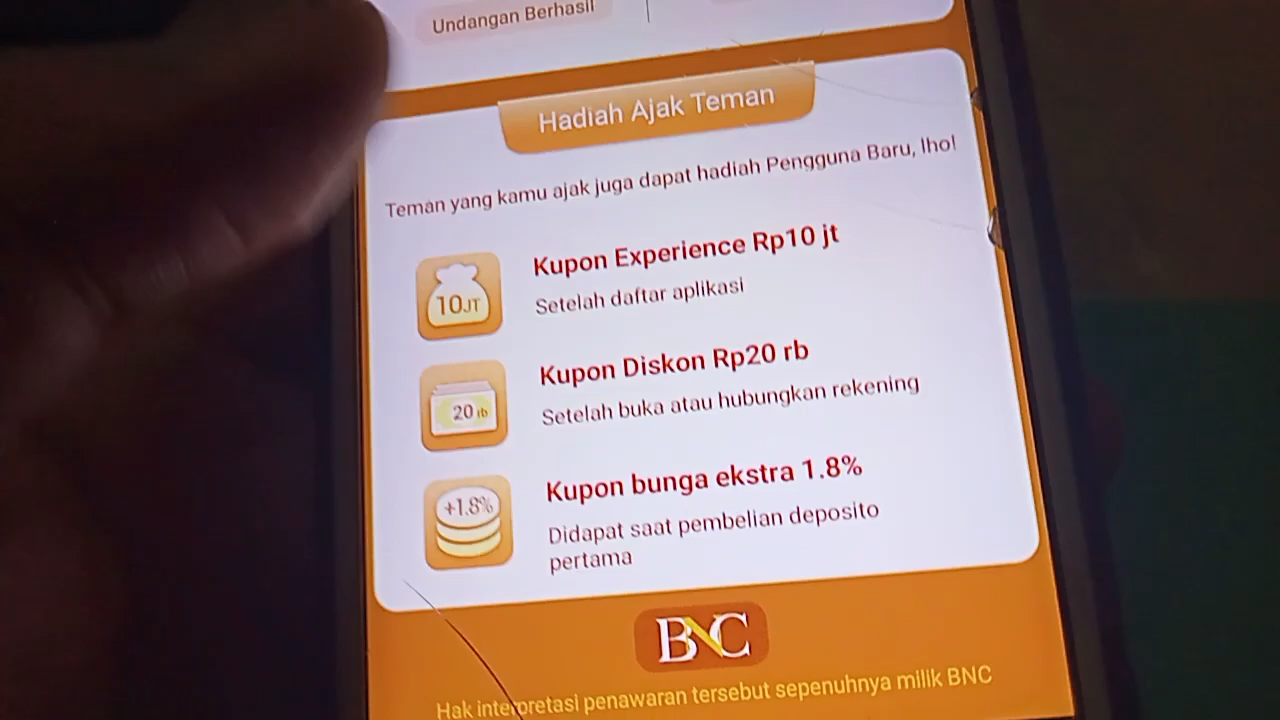 Undangan Berhasil
Hadiah Ajak Teman
Teman yang kamu ajak juga dapat hadiah Pengguna Baru, lho!
10JT
Kupon Experience Rp10 jt
Setelah daftar aplikasi
20 rb
Kupon Diskon Rp20 rb
Setelah buka atau hubungkan rekening
+1.8%
Kupon bunga ekstra 1.8%
Didapat saat pembelian deposito
pertama
BNC
Hak interpretasi penawaran tersebut sepenuhnya milik BNC